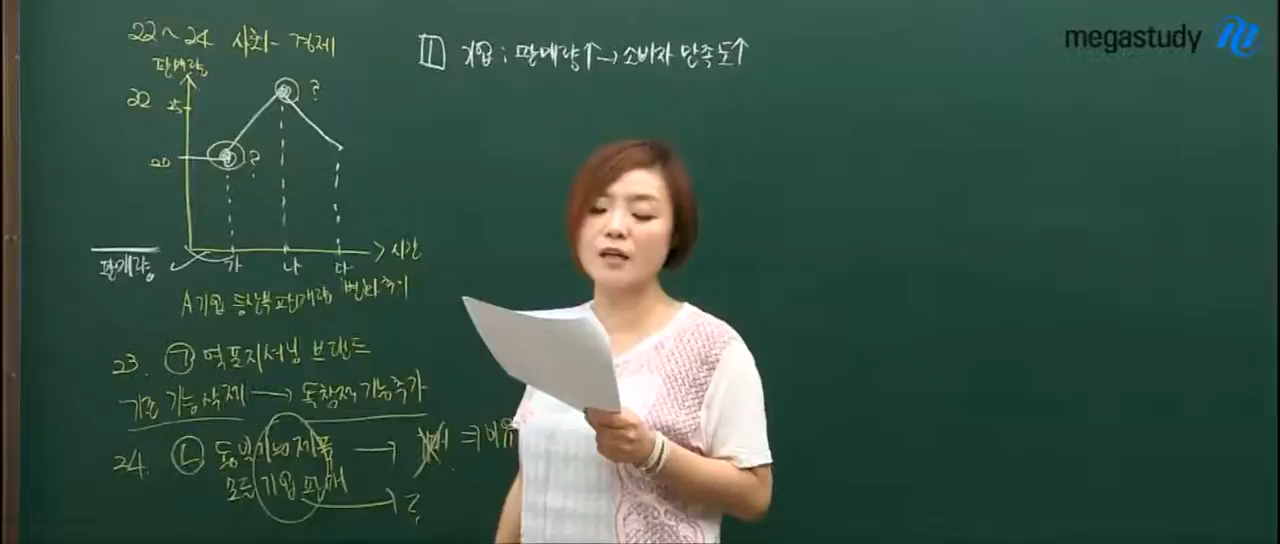 22~24 사회-경제
판매량
22
25
?
20
?
시간
판매량
가 나 다
A기업 등산복 판매량 변화 추이
23. ㉠ 역포지셔닝 브랜드
기존 기능삭제 → 독창적 기능추가
24. ㉡ 동일기능제품 →
모든 기업 판매 → ?
1 기업 : 판매량↑ → 소비자 만족도↑
megastudy